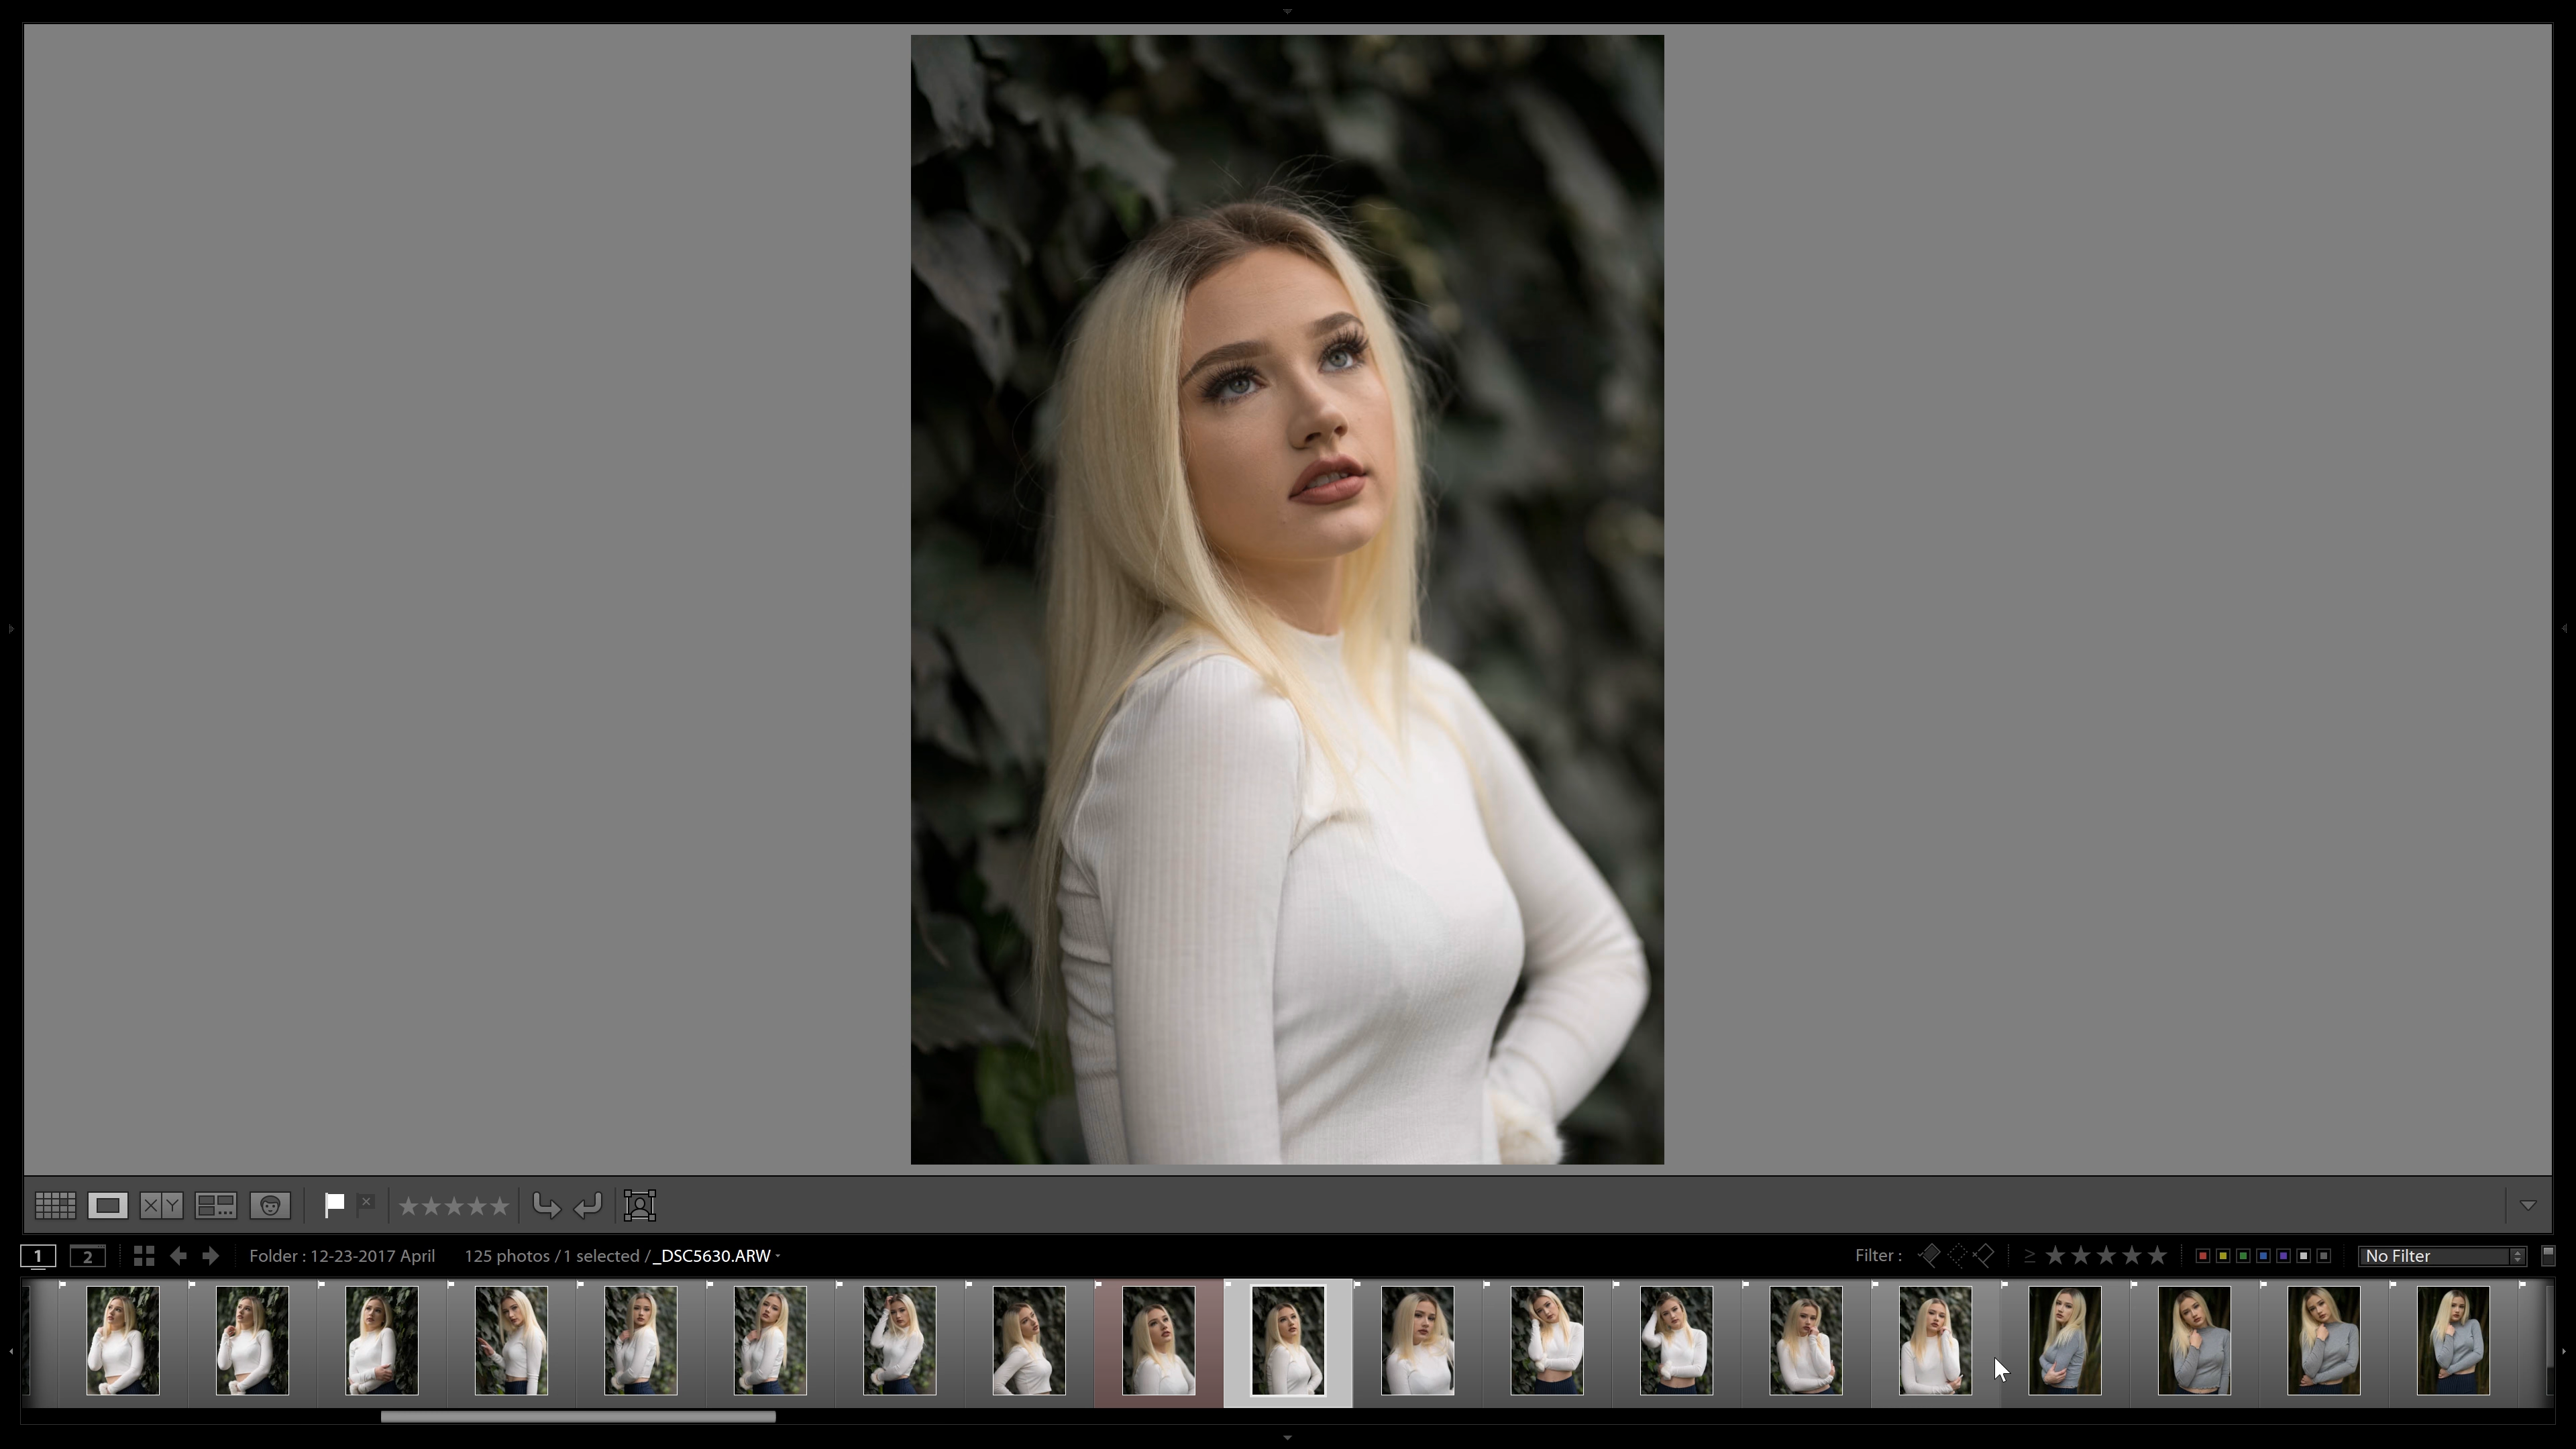 X Y
1 2 Folder : 12-23-2017 April 125 photos / 1 selected / _DSC5630.ARW Filter : ≥ No Filter